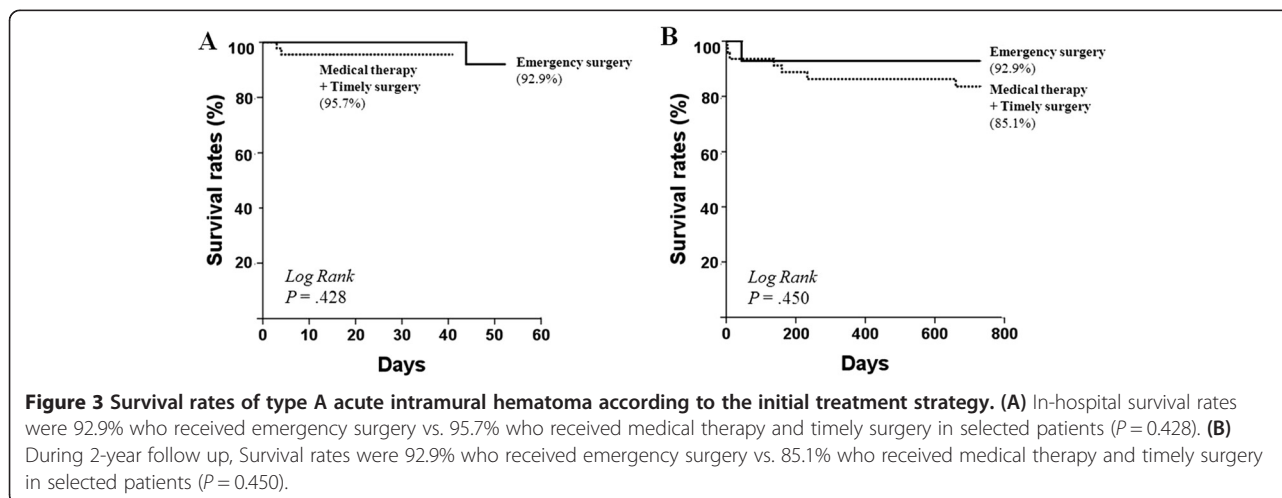 A
100
80
60
40
20
0 10 20 30 40 50 60
Survival rates (%)
Days
Medical therapy
+ Timely surgery
(95.7%)
Emergency surgery
(92.9%)
Log Rank
P = .428
B
100
80
60
40
20
0 200 400 600 800
Survival rates (%)
Days
Emergency surgery
(92.9%)
Medical therapy
+ Timely surgery
(85.1%)
Log Rank
P = .450
Figure 3 Survival rates of type A acute intramural hematoma according to the initial treatment strategy. (A) In-hospital survival rates
were 92.9% who received emergency surgery vs. 95.7% who received medical therapy and timely surgery in selected patients (P = 0.428). (B)
During 2-year follow up, Survival rates were 92.9% who received emergency surgery vs. 85.1% who received medical therapy and timely surgery
in selected patients (P = 0.450).